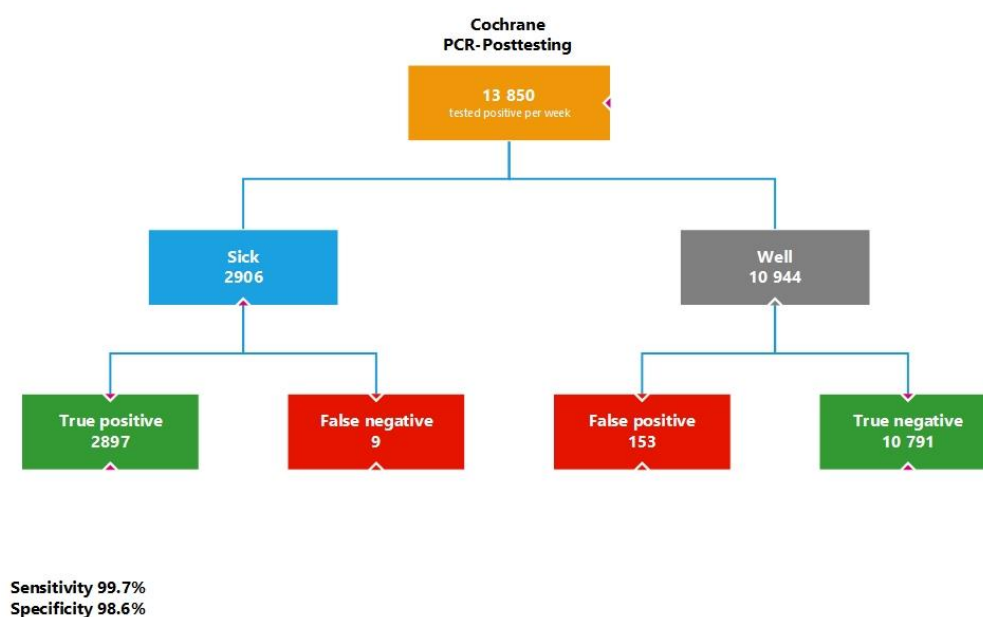 Cochrane
PCR-Posttesting
13 850
tested positive per week
Sick
2906
Well
10 944
True positive
2897
False negative
9
False positive
153
True negative
10 791
Sensitivity 99.7%
Specificity 98.6%